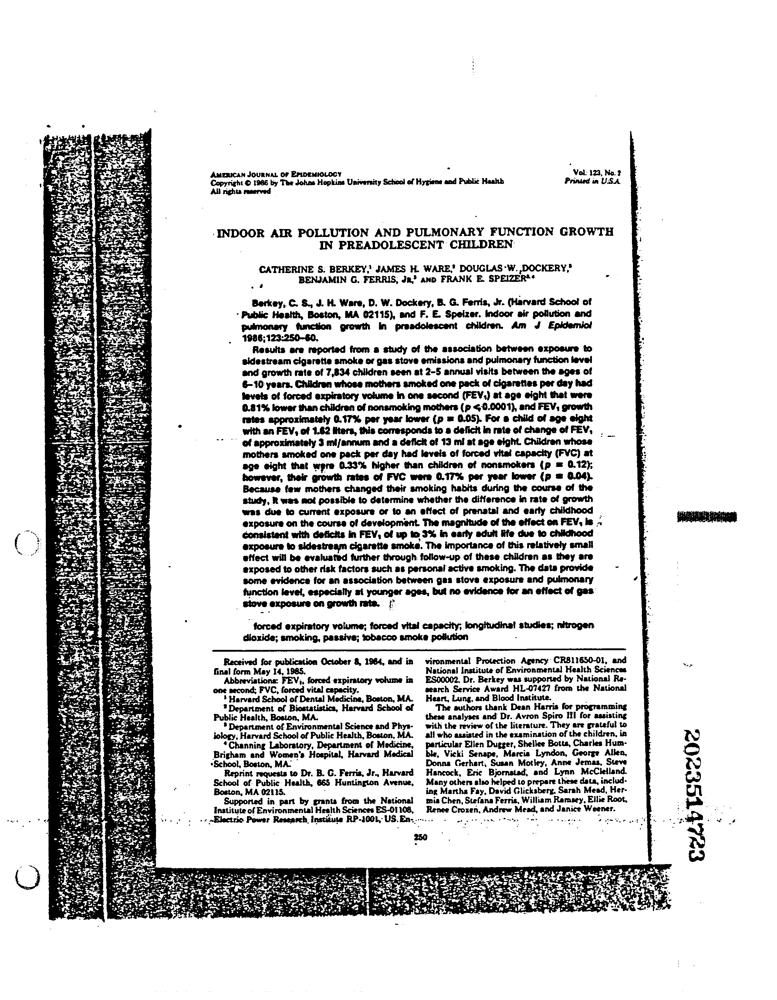 AMERICAN JOURNAL OF EPIDEMIOLOGY
Copyright © 1986 by The Johns Hopkins University School of Hygiene and Public Health
All rights reserved
Vol. 123, No. 2
Printed in U.S.A.
INDOOR AIR POLLUTION AND PULMONARY FUNCTION GROWTH
IN PREADOLESCENT CHILDREN
CATHERINE S. BERKEY,¹ JAMES H. WARE,² DOUGLAS W. DOCKERY,³
BENJAMIN G. FERRIS, JR.,³ AND FRANK E. SPEIZER³,⁴
Berkey, C. S., J. H. Ware, D. W. Dockery, B. G. Ferris, Jr. (Harvard School of
Public Health, Boston, MA 02115), and F. E. Speizer. Indoor air pollution and
pulmonary function growth in preadolescent children. Am J Epidemiol
1986;123:250–60.
Results are reported from a study of the association between exposure to
sidestream cigarette smoke or gas stove emissions and pulmonary function level
and growth rate of 7,834 children seen at 2–5 annual visits between the ages of
6–10 years. Children whose mothers smoked one pack of cigarettes per day had
levels of forced expiratory volume in one second (FEV₁) at age eight that were
0.81% lower than children of nonsmoking mothers (p ≤ 0.0001), and FEV₁ growth
rates approximately 0.17% per year lower (p = 0.05). For a child of age eight
with an FEV₁ of 1.62 liters, this corresponds to a deficit in rate of change of FEV₁
of approximately 3 ml/annum and a deficit of 13 ml at age eight. Children whose
mothers smoked one pack per day had levels of forced vital capacity (FVC) at
age eight that were 0.33% higher than children of nonsmokers (p = 0.12);
however, their growth rates of FVC were 0.17% per year lower (p = 0.04).
Because few mothers changed their smoking habits during the course of the
study, it was not possible to determine whether the difference in rate of growth
was due to current exposure or to an effect of prenatal and early childhood
exposure on the course of development. The magnitude of the effect on FEV₁ is
consistent with deficits in FEV₁ of up to 3% in early adult life due to childhood
exposure to sidestream cigarette smoke. The importance of this relatively small
effect will be evaluated further through follow-up of these children as they are
exposed to other risk factors such as personal active smoking. The data provide
some evidence for an association between gas stove exposure and pulmonary
function level, especially at younger ages, but no evidence for an effect of gas
stove exposure on growth rate.
forced expiratory volume; forced vital capacity; longitudinal studies; nitrogen
dioxide; smoking, passive; tobacco smoke pollution
Received for publication October 8, 1984, and in
final form May 14, 1985.
Abbreviations: FEV₁, forced expiratory volume in
one second; FVC, forced vital capacity.
¹ Harvard School of Dental Medicine, Boston, MA.
² Department of Biostatistics, Harvard School of
Public Health, Boston, MA.
³ Department of Environmental Science and Phys-
iology, Harvard School of Public Health, Boston, MA.
⁴ Channing Laboratory, Department of Medicine,
Brigham and Women's Hospital, Harvard Medical
School, Boston, MA.
Reprint requests to Dr. B. G. Ferris, Jr., Harvard
School of Public Health, 665 Huntington Avenue,
Boston, MA 02115.
Supported in part by grants from the National
Institute of Environmental Health Sciences ES-01108,
Electric Power Research Institute RP-1001, US En-
vironmental Protection Agency CR811650-01, and
National Institute of Environmental Health Sciences
ES00002. Dr. Berkey was supported by National Re-
search Service Award HL-07427 from the National
Heart, Lung, and Blood Institute.
The authors thank Dean Harris for programming
these analyses and Dr. Avron Spiro III for assisting
with the review of the literature. They are grateful to
all who assisted in the examination of the children, in
particular Ellen Dugger, Shellee Botts, Charles Hum-
ble, Vicki Senape, Marcia Lyndon, George Allen,
Donna Gerhart, Susan Motley, Anne Jemas, Steve
Hancock, Eric Bjornstad, and Lynn McClelland.
Many others also helped to prepare these data, includ-
ing Martha Fay, David Glicksberg, Sarah Mead, Her-
mia Chen, Stefana Ferris, William Ramsey, Ellie Root,
Renee Crozen, Andrew Mead, and Janice Weener.
250
2023514723